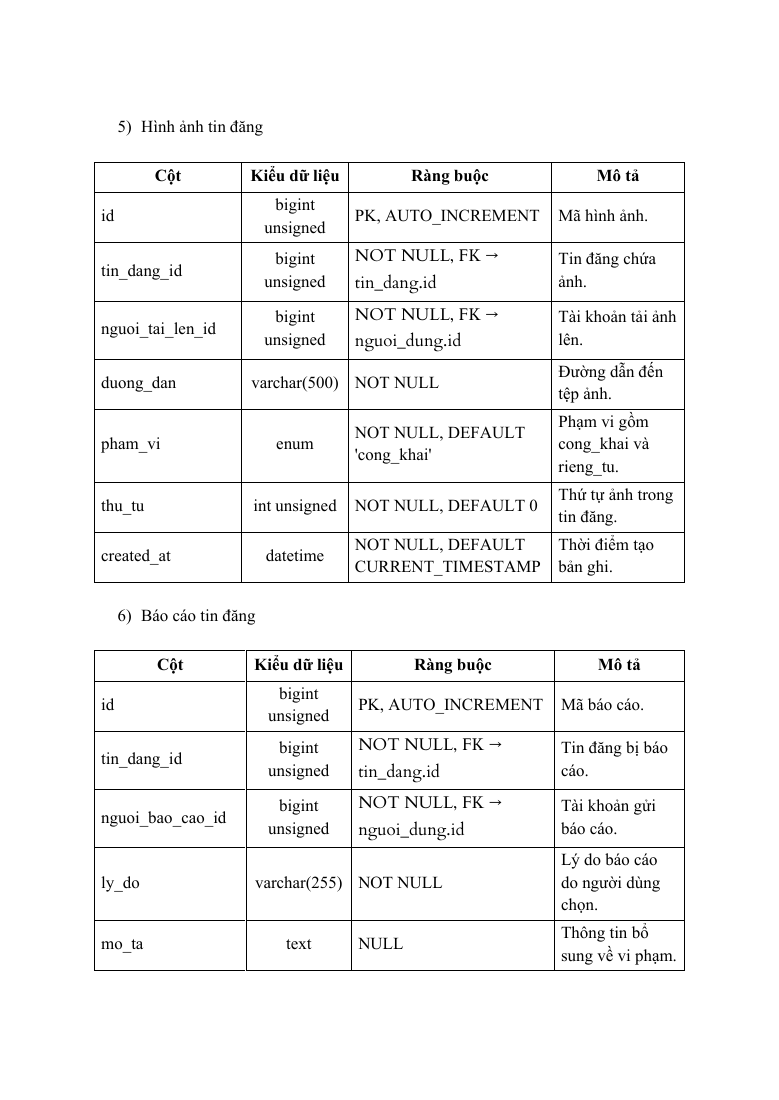 5) Hình ảnh tin đăng
Cột Kiểu dữ liệu Ràng buộc Mô tả
id bigint unsigned PK, AUTO_INCREMENT Mã hình ảnh.
tin_dang_id bigint unsigned NOT NULL, FK → tin_dang.id Tin đăng chứa ảnh.
nguoi_tai_len_id bigint unsigned NOT NULL, FK → nguoi_dung.id Tài khoản tải ảnh lên.
duong_dan varchar(500) NOT NULL Đường dẫn đến tệp ảnh.
pham_vi enum NOT NULL, DEFAULT 'cong_khai' Phạm vi gồm cong_khai và rieng_tu.
thu_tu int unsigned NOT NULL, DEFAULT 0 Thứ tự ảnh trong tin đăng.
created_at datetime NOT NULL, DEFAULT CURRENT_TIMESTAMP Thời điểm tạo bản ghi.
6) Báo cáo tin đăng
Cột Kiểu dữ liệu Ràng buộc Mô tả
id bigint unsigned PK, AUTO_INCREMENT Mã báo cáo.
tin_dang_id bigint unsigned NOT NULL, FK → tin_dang.id Tin đăng bị báo cáo.
nguoi_bao_cao_id bigint unsigned NOT NULL, FK → nguoi_dung.id Tài khoản gửi báo cáo.
ly_do varchar(255) NOT NULL Lý do báo cáo do người dùng chọn.
mo_ta text NULL Thông tin bổ sung về vi phạm.